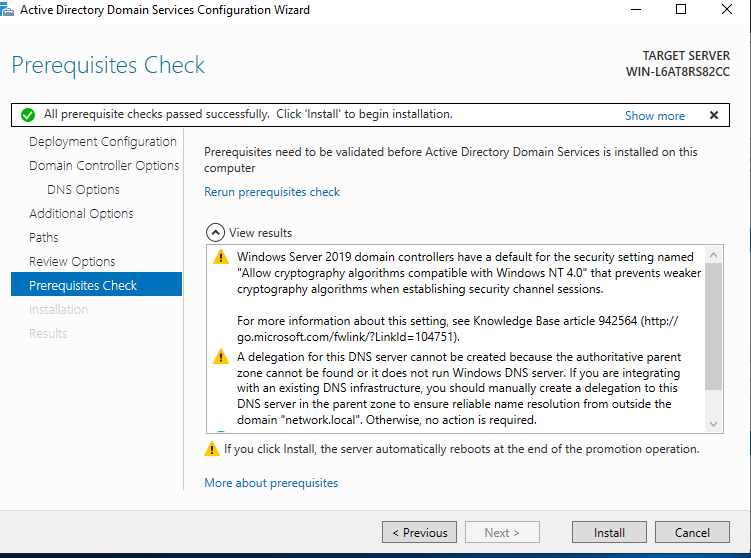 Active Directory Domain Services Configuration Wizard
Prerequisites Check
TARGET SERVER
WIN-L6AT8RS82CC
All prerequisite checks passed successfully.  Click 'Install' to begin installation.
Show more
Deployment Configuration
Domain Controller Options
DNS Options
Additional Options
Paths
Review Options
Prerequisites Check
Installation
Results
Prerequisites need to be validated before Active Directory Domain Services is installed on this
computer
Rerun prerequisites check
View results
Windows Server 2019 domain controllers have a default for the security setting named
"Allow cryptography algorithms compatible with Windows NT 4.0" that prevents weaker
cryptography algorithms when establishing security channel sessions.
For more information about this setting, see Knowledge Base article 942564 (http://
go.microsoft.com/fwlink/?LinkId=104751).
A delegation for this DNS server cannot be created because the authoritative parent
zone cannot be found or it does not run Windows DNS server. If you are integrating
with an existing DNS infrastructure, you should manually create a delegation to this
DNS server in the parent zone to ensure reliable name resolution from outside the
domain "network.local". Otherwise, no action is required.
If you click Install, the server automatically reboots at the end of the promotion operation.
More about prerequisites
< Previous
Next >
Install
Cancel